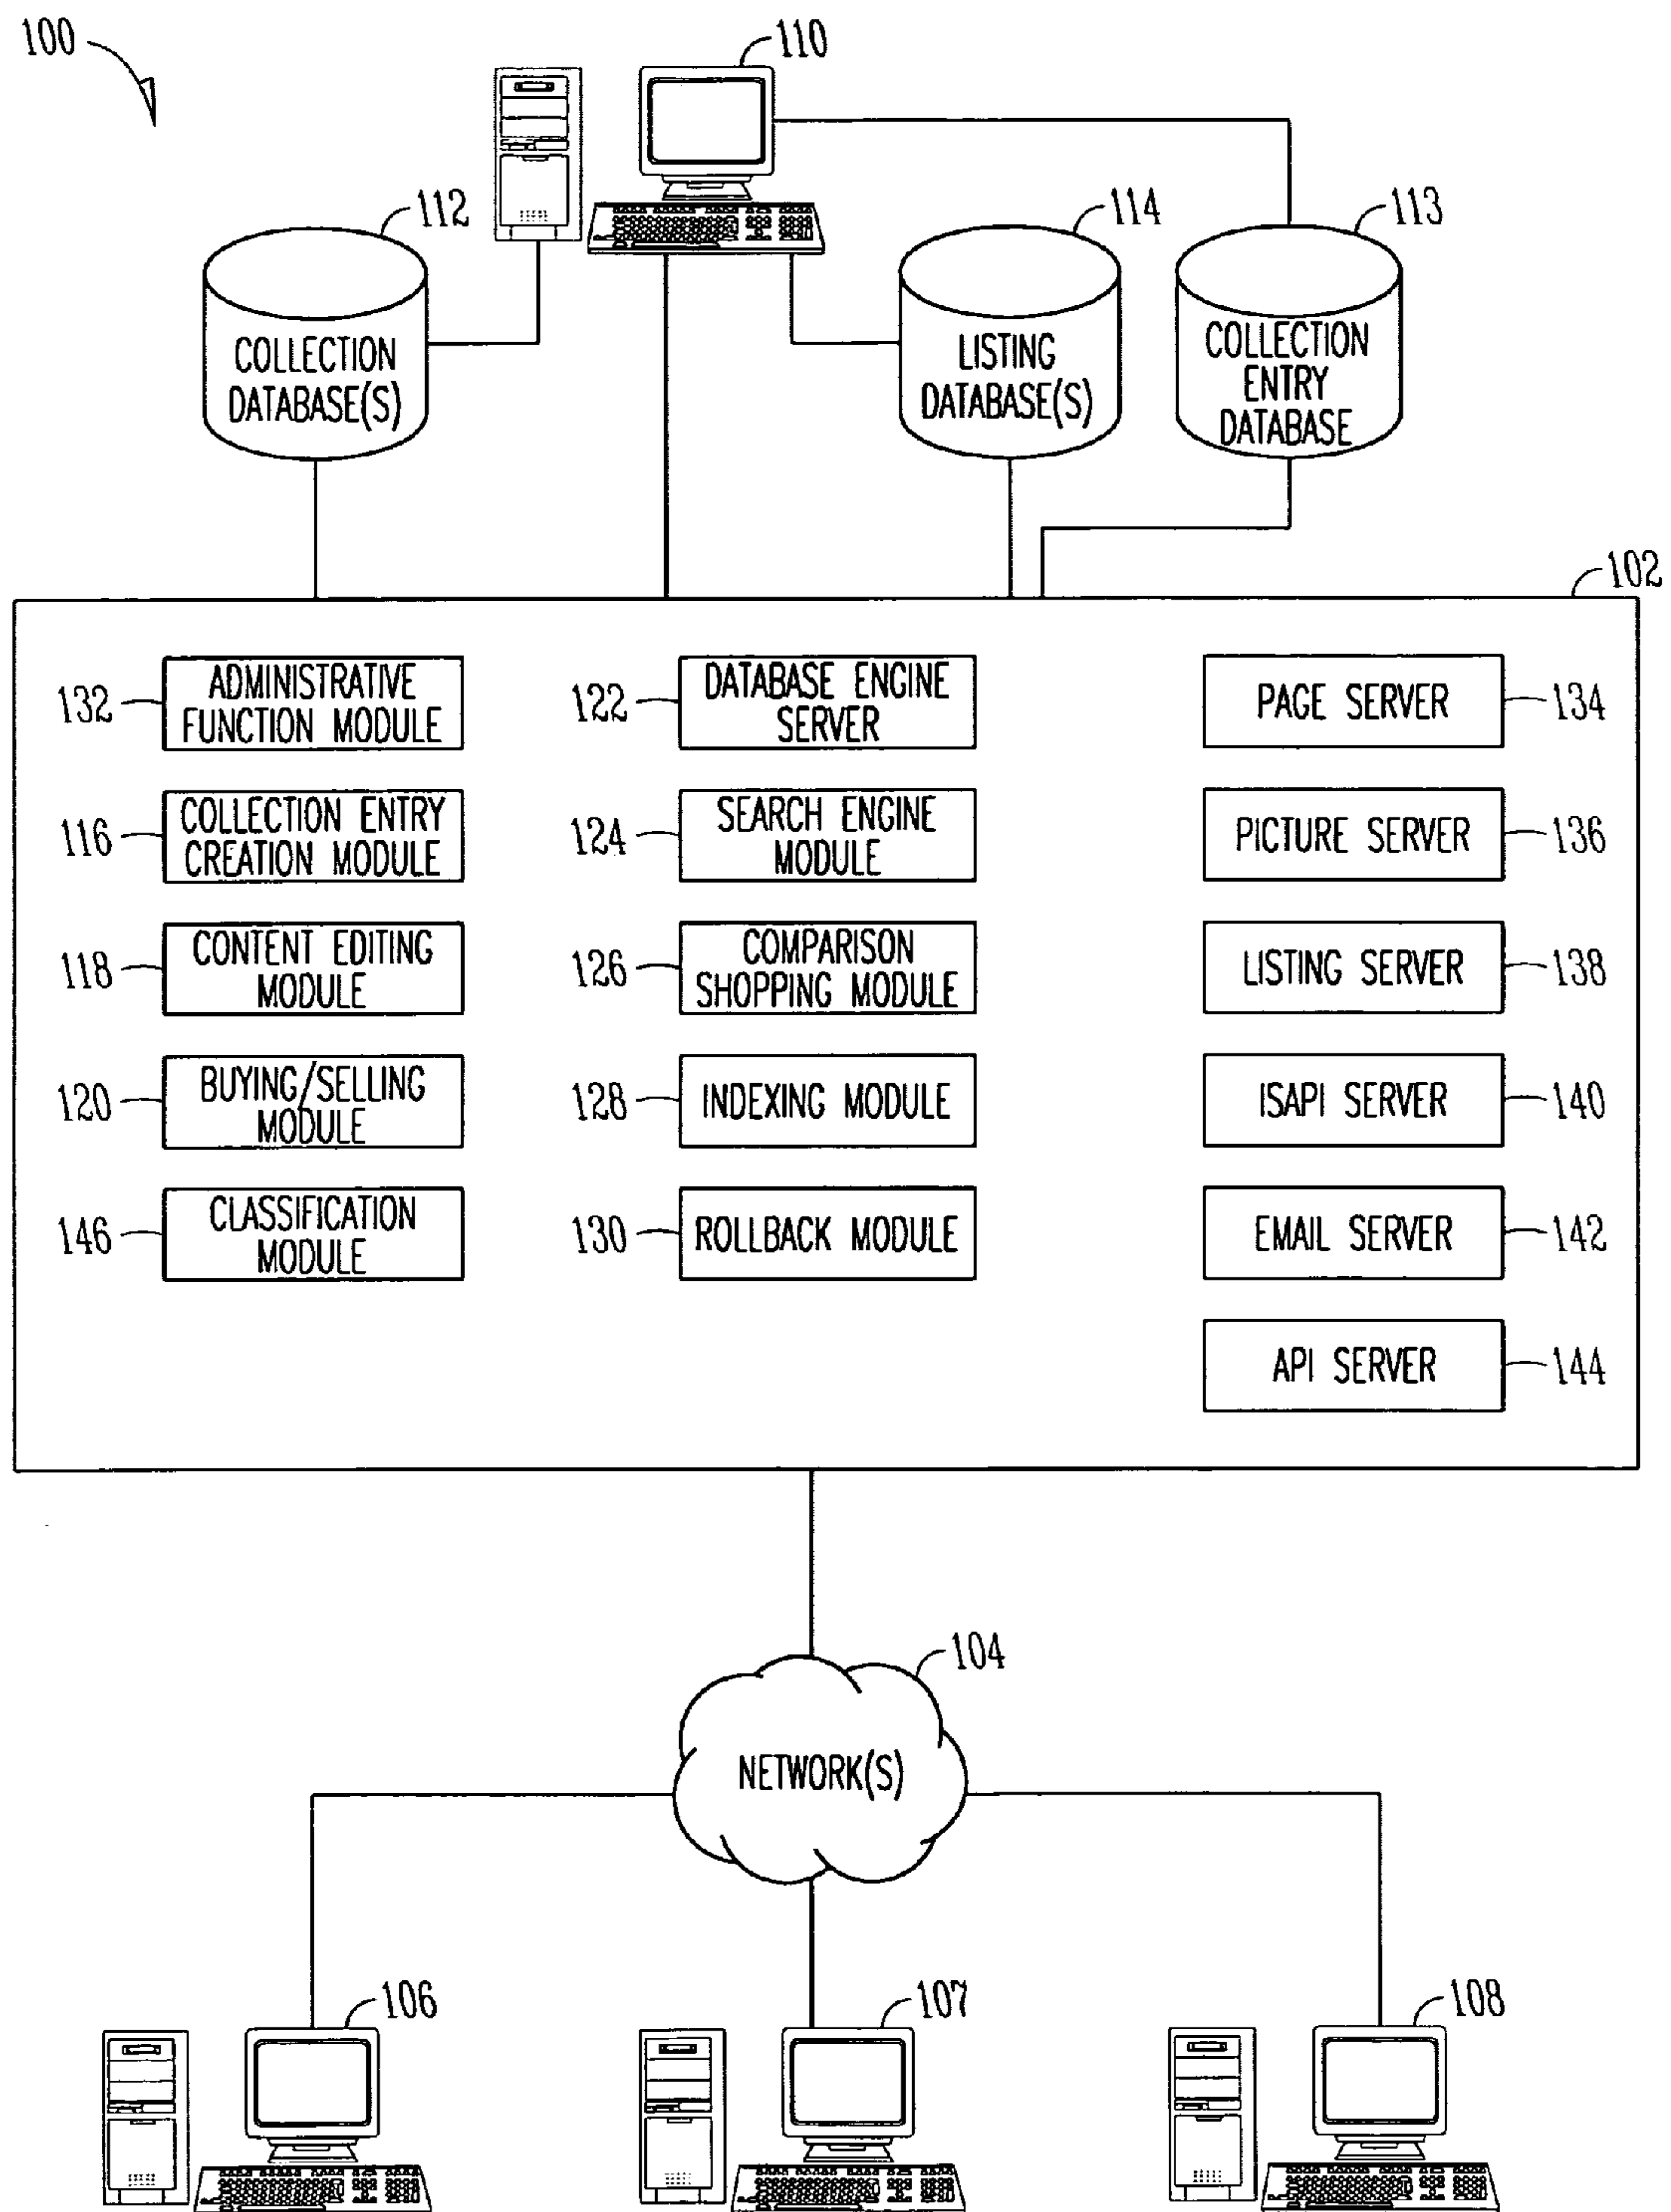 100
110
112
114
113
COLLECTION
DATABASE(S)
LISTING
DATABASE(S)
COLLECTION
ENTRY
DATABASE
102
132
ADMINISTRATIVE
FUNCTION MODULE
122
DATABASE ENGINE
SERVER
PAGE SERVER
134
116
COLLECTION ENTRY
CREATION MODULE
124
SEARCH ENGINE
MODULE
PICTURE SERVER
136
118
CONTENT EDITING
MODULE
126
COMPARISON
SHOPPING MODULE
LISTING SERVER
138
120
BUYING/SELLING
MODULE
128
INDEXING MODULE
ISAPI SERVER
140
146
CLASSIFICATION
MODULE
130
ROLLBACK MODULE
EMAIL SERVER
142
API SERVER
144
104
NETWORK(S)
106
107
108